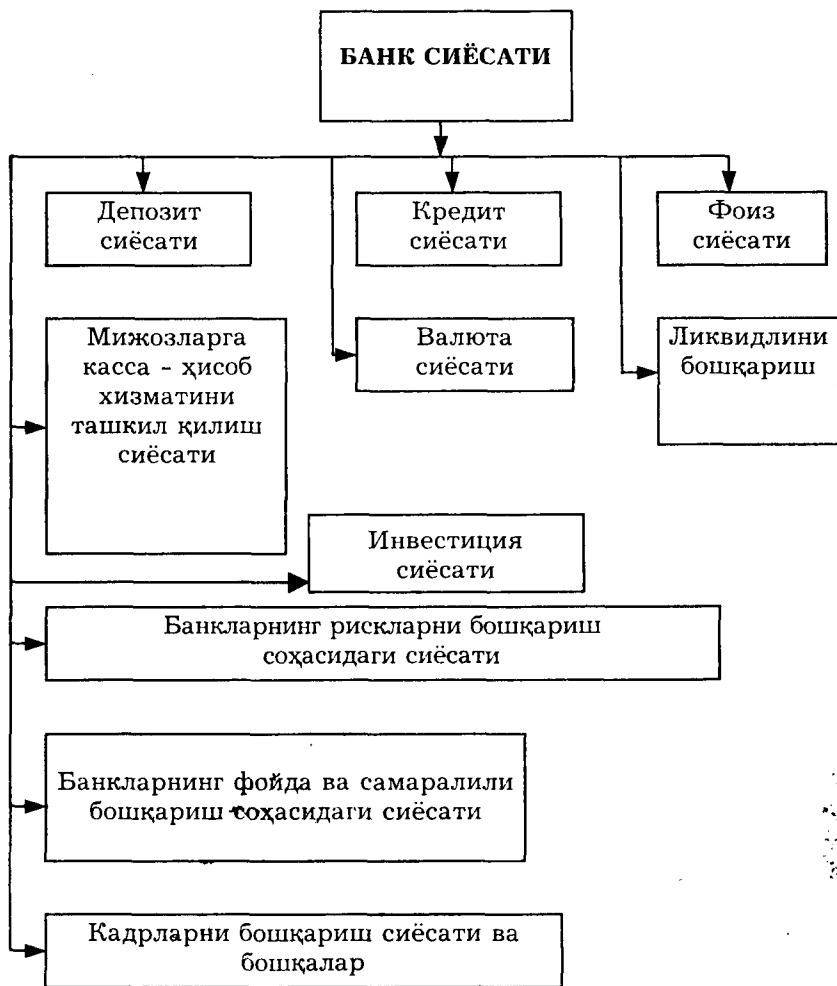 БАНК СИЁСАТИ
Депозит
сиёсати
Кредит
сиёсати
Фоиз
сиёсати
Мижозларга
касса - ҳисоб
хизматини
ташкил қилиш
сиёсати
Валюта
сиёсати
Ликвидлини
бошқариш
Инвестиция
сиёсати
Банкларнинг рискларни бошқариш
соҳасидаги сиёсати
Банкларнинг фойда ва самаралили
бошқариш соҳасидаги сиёсати
Кадрларни бошқариш сиёсати ва
бошқалар